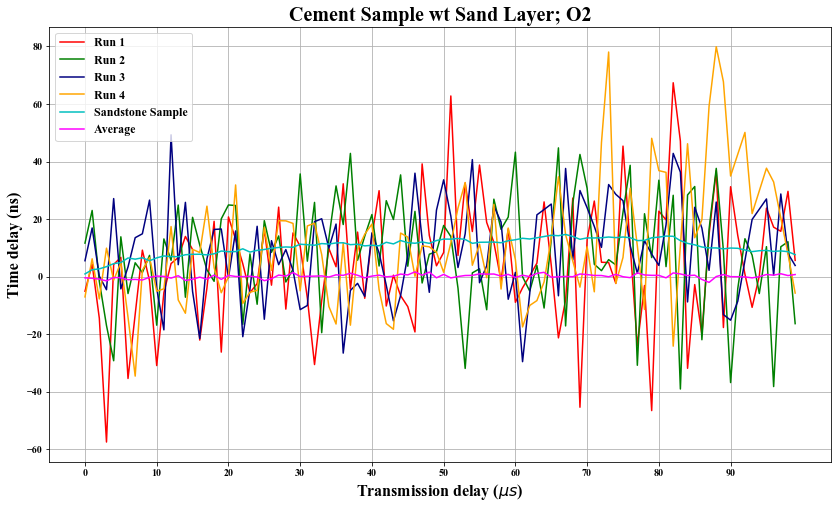 Cement Sample wt Sand Layer; O2
Run 1
Run 2
Run 3
Run 4
Sandstone Sample
Average
80
60
40
20
0
−20
−40
−60
Time delay (ns)
0 10 20 30 40 50 60 70 80 90
Transmission delay (μs)